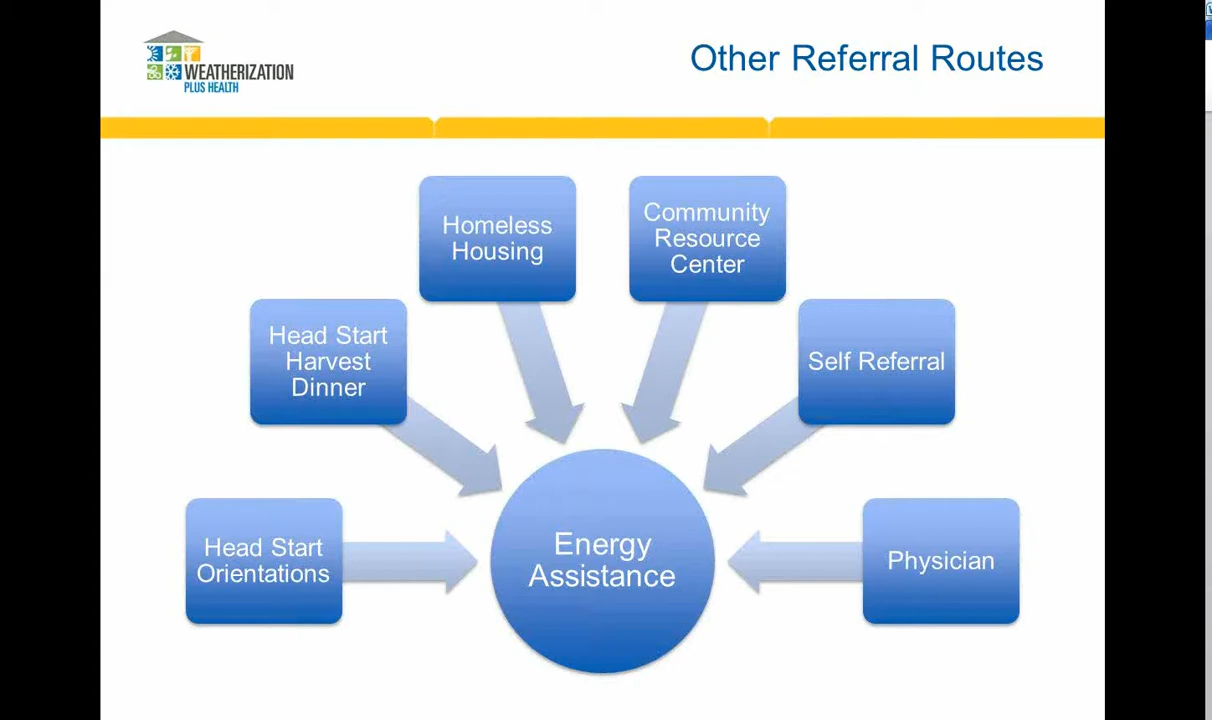 WEATHERIZATION
PLUS HEALTH
Other Referral Routes
Homeless
Housing
Community
Resource
Center
Head Start
Harvest
Dinner
Self Referral
Head Start
Orientations
Energy
Assistance
Physician